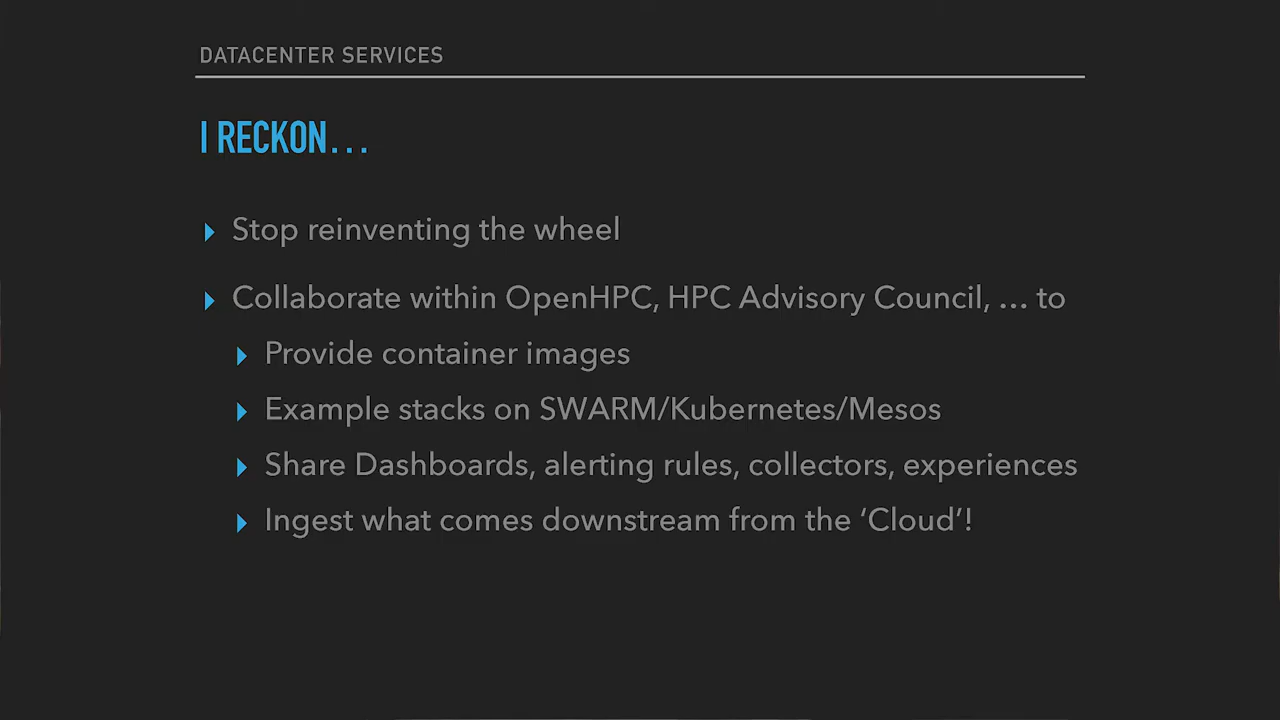 DATACENTER SERVICES
I RECKON...
Stop reinventing the wheel
Collaborate within OpenHPC, HPC Advisory Council, ... to
Provide container images
Example stacks on SWARM/Kubernetes/Mesos
Share Dashboards, alerting rules, collectors, experiences
Ingest what comes downstream from the ‘Cloud’!